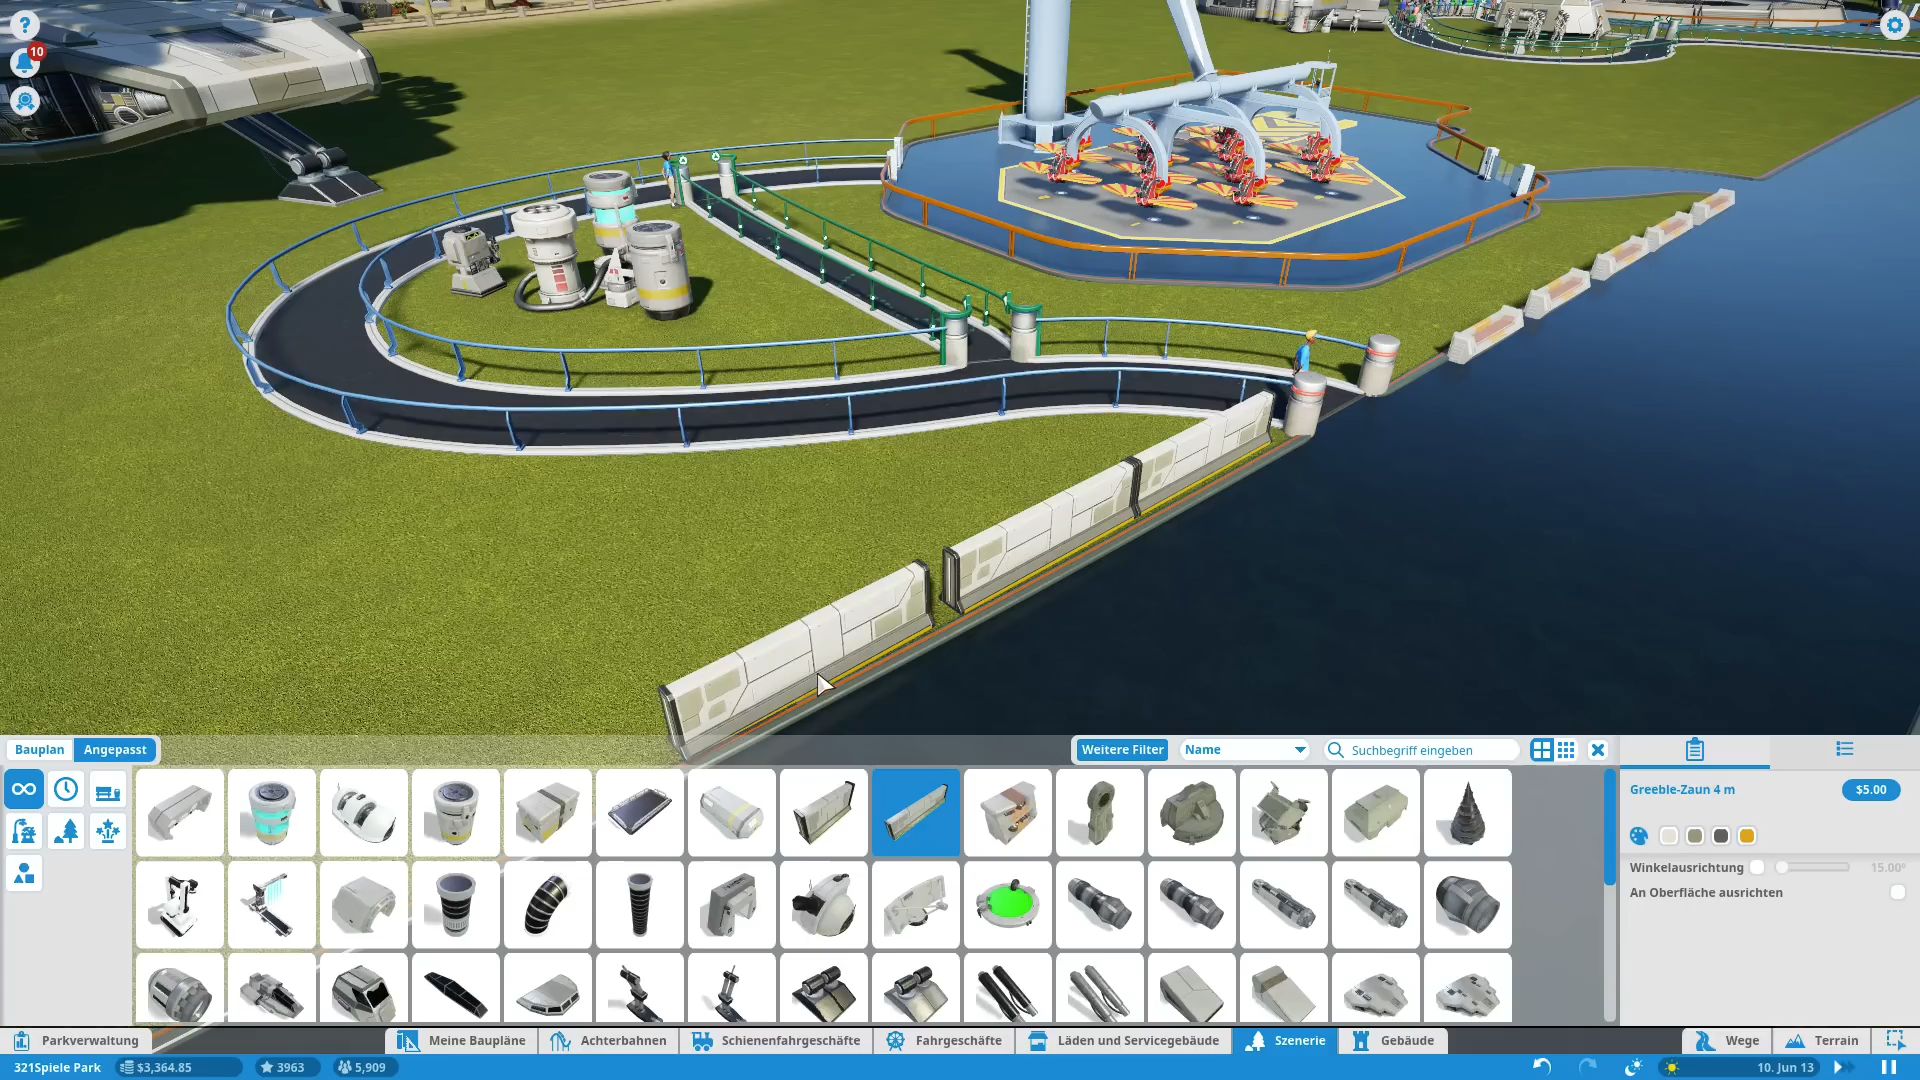 10
Bauplan
Angepasst
Weitere Filter
Name
Suchbegriff eingeben
Greeble-Zaun 4 m
$5.00
Winkelausrichtung
15.00°
An Oberfläche ausrichten
Parkverwaltung
Meine Baupläne
Achterbahnen
Schienenfahrgeschäfte
Fahrgeschäfte
Läden und Servicegebäude
Szenerie
Gebäude
Wege
Terrain
321Spiele Park
$3,364.85
3963
5,909
10. Jun 13